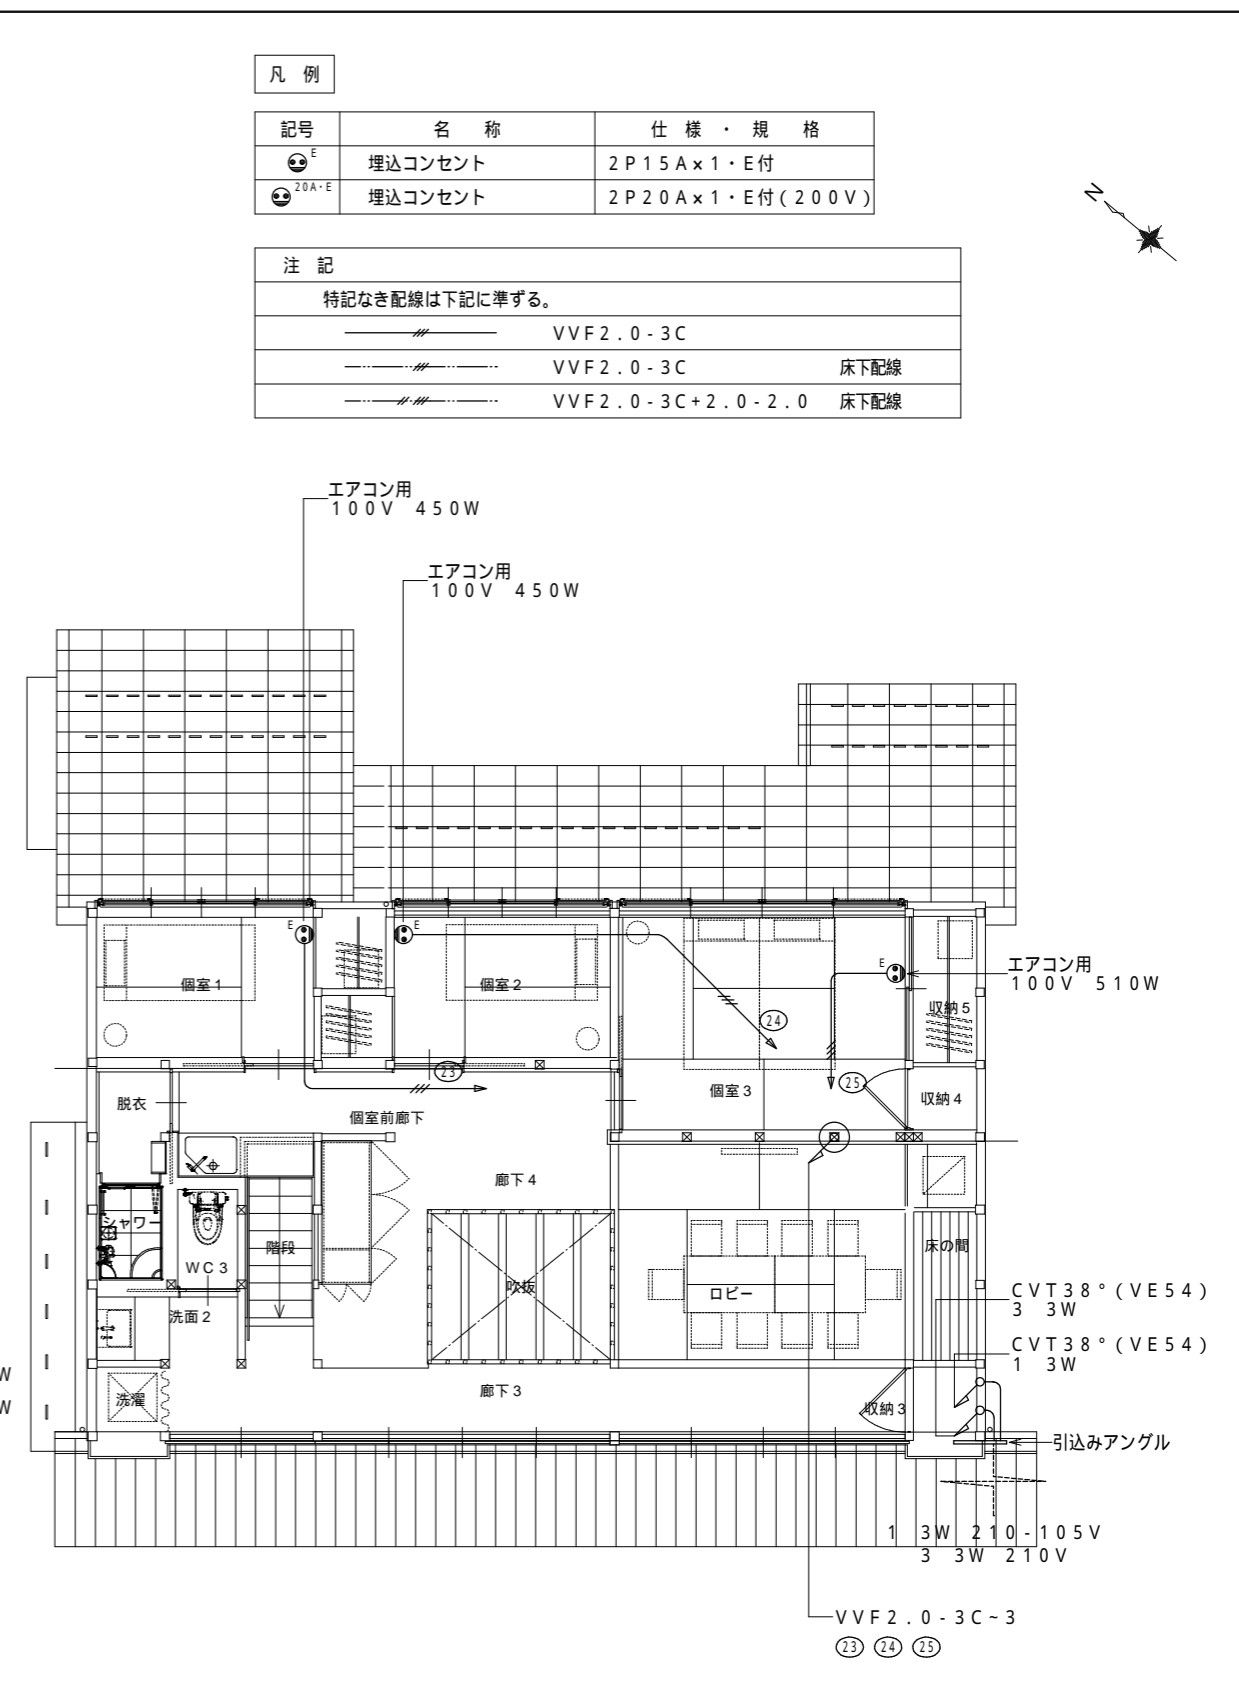 凡 例
記号 名 称 仕 様 ・ 規 格
E 埋込コンセント 2P15A×1・E付
20A・E 埋込コンセント 2P20A×1・E付(200V)
注 記
特記なき配線は下記に準ずる。
VVF2.0-3C
VVF2.0-3C 床下配線
VVF2.0-3C+2.0-2.0 床下配線
N
エアコン用
100V 450W
エアコン用
100V 450W
E
E
E
エアコン用
100V 510W
個室1
個室2
収納5
24
23
25
個室3
収納4
脱衣
個室前廊下
廊下4
シャワー
階段
床の間
WC3
吹抜
ロビー
洗面2
CVT38°(VE54)
3 3W
CVT38°(VE54)
1 3W
W
W
洗濯
廊下3
収納3
引込みアングル
1 3W 210-105V
3 3W 210V
VVF2.0-3C~3
23 24 25